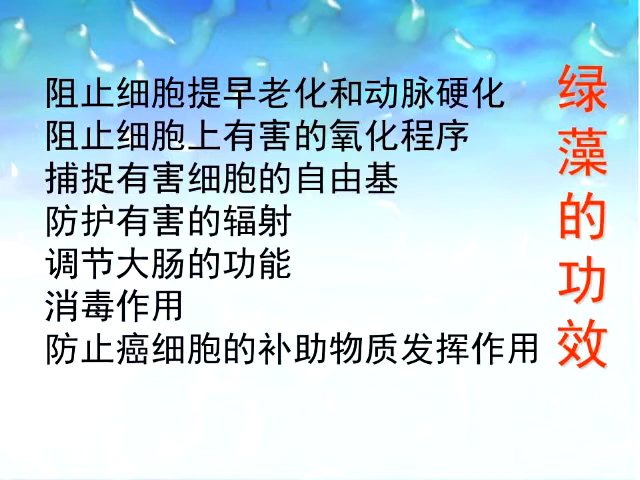 阻止细胞提早老化和动脉硬化
阻止细胞上有害的氧化程序
捕捉有害细胞的自由基
防护有害的辐射
调节大肠的功能
消毒作用
防止癌细胞的补助物质发挥作用
绿藻的功效